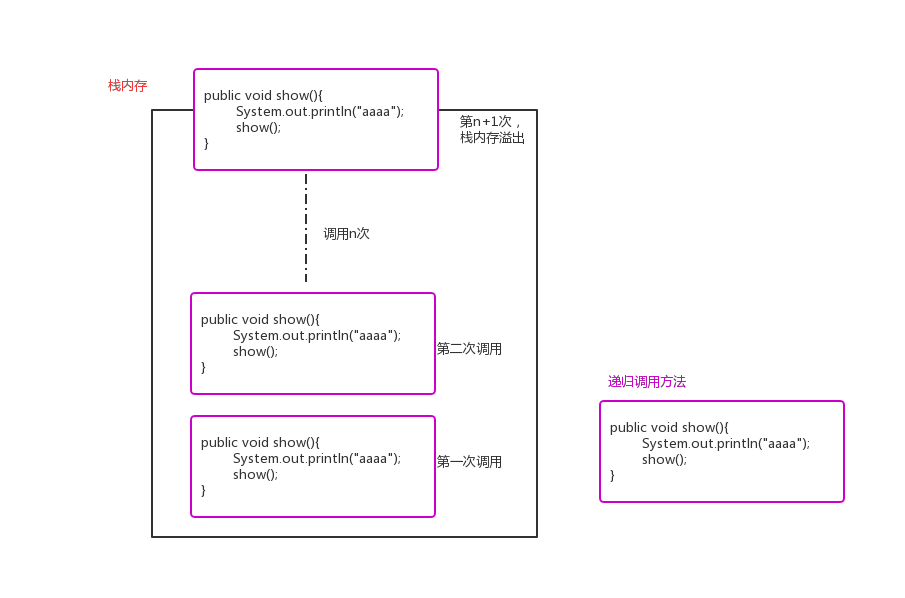 栈内存
public void show(){
System.out.println("aaaa");
show();
}
第n+1次，
栈内存溢出
调用n次
public void show(){
System.out.println("aaaa");
show();
}
第二次调用
public void show(){
System.out.println("aaaa");
show();
}
第一次调用
递归调用方法
public void show(){
System.out.println("aaaa");
show();
}